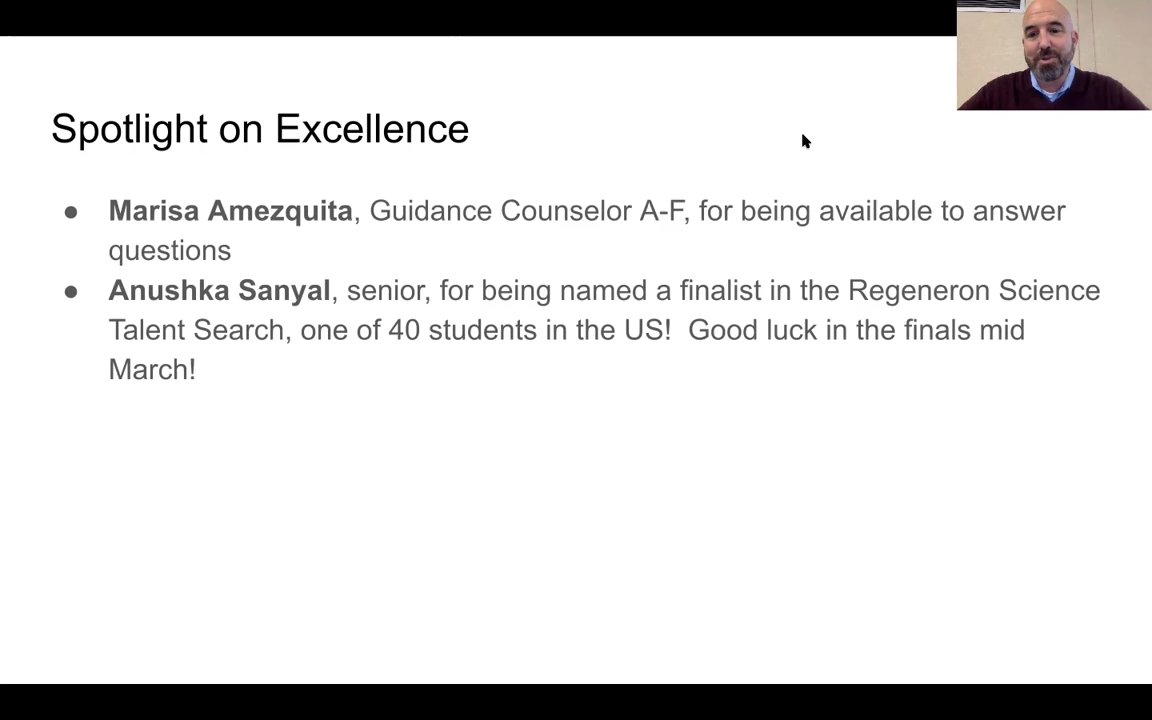 Spotlight on Excellence
● Marisa Amezquita, Guidance Counselor A-F, for being available to answer
questions
● Anushka Sanyal, senior, for being named a finalist in the Regeneron Science
Talent Search, one of 40 students in the US!  Good luck in the finals mid
March!